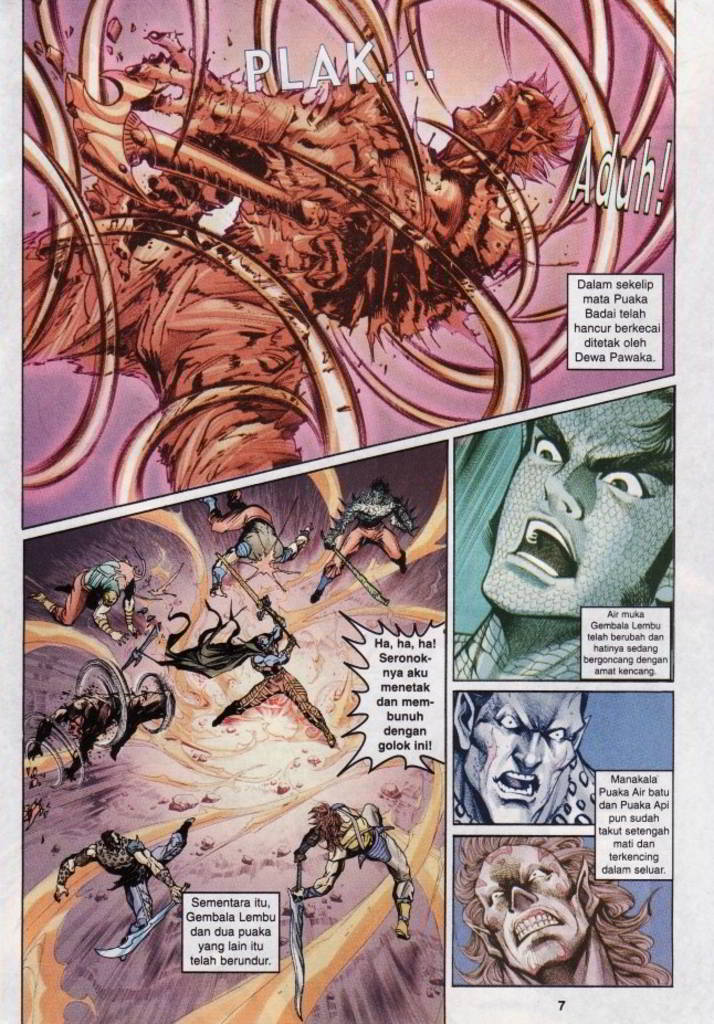 PLAK...
Aduh!
Dalam sekelip
mata Puaka
Badai telah
hancur berkecai
ditetak oleh
Dewa Pawaka.
Ha, ha, ha!
Seronok-
nya aku
menetak
dan mem-
bunuh
dengan
golok ini!
Sementara itu,
Gembala Lembu
dan dua puaka
yang lain itu
telah berundur.
Air muka
Gembala Lembu
telah berubah dan
hatinya sedang
bergoncang dengan
amat kencang.
Manakala
Puaka Air batu
dan Puaka Api
pun sudah
takut setengah
mati dan
terkencing
dalam seluar.
7